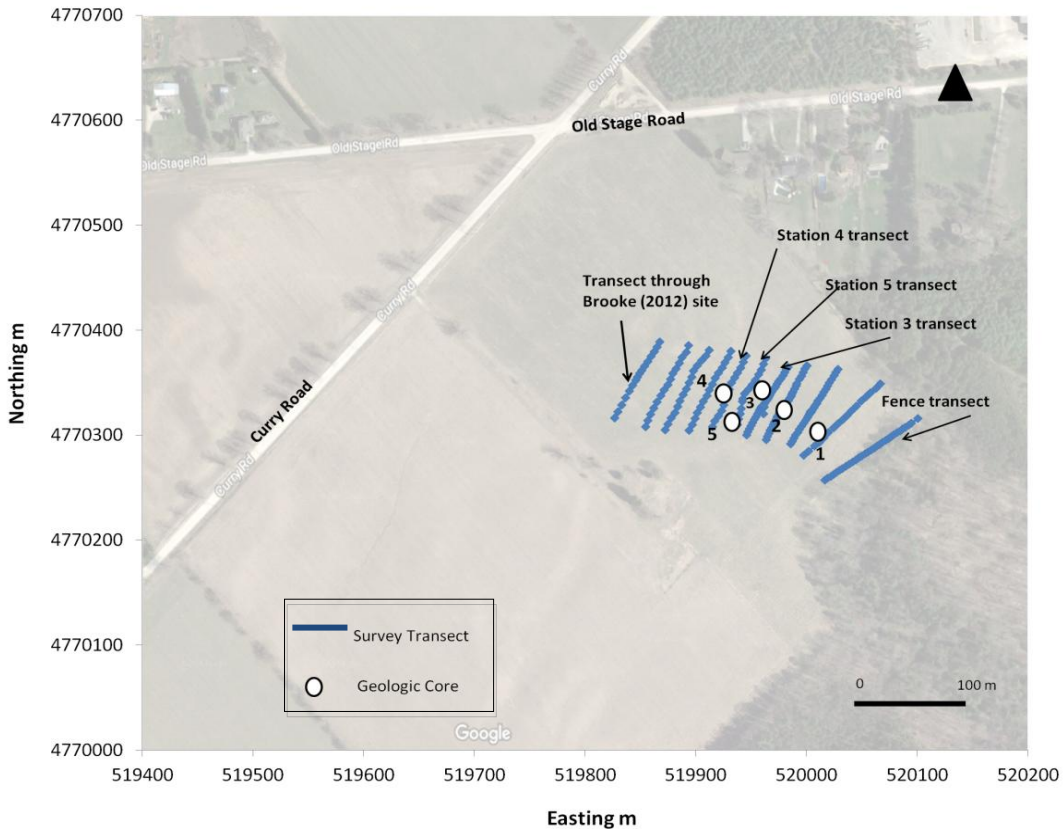 4770700
4770600
4770500
4770400
4770300
4770200
4770100
4770000
Northing m
519400
519500
519600
519700
519800
519900
520000
520100
520200
Easting m
Curry Rd
Old Stage Rd
Old Stage Road
Old Stage Rd
Old Stage Rd
Station 4 transect
Transect through
Brooke (2012) site
Station 5 transect
Curry Rd
Station 3 transect
4
3
2
Fence transect
5
1
Curry Road
Curry Rd
Survey Transect
Geologic Core
0
100 m
Google